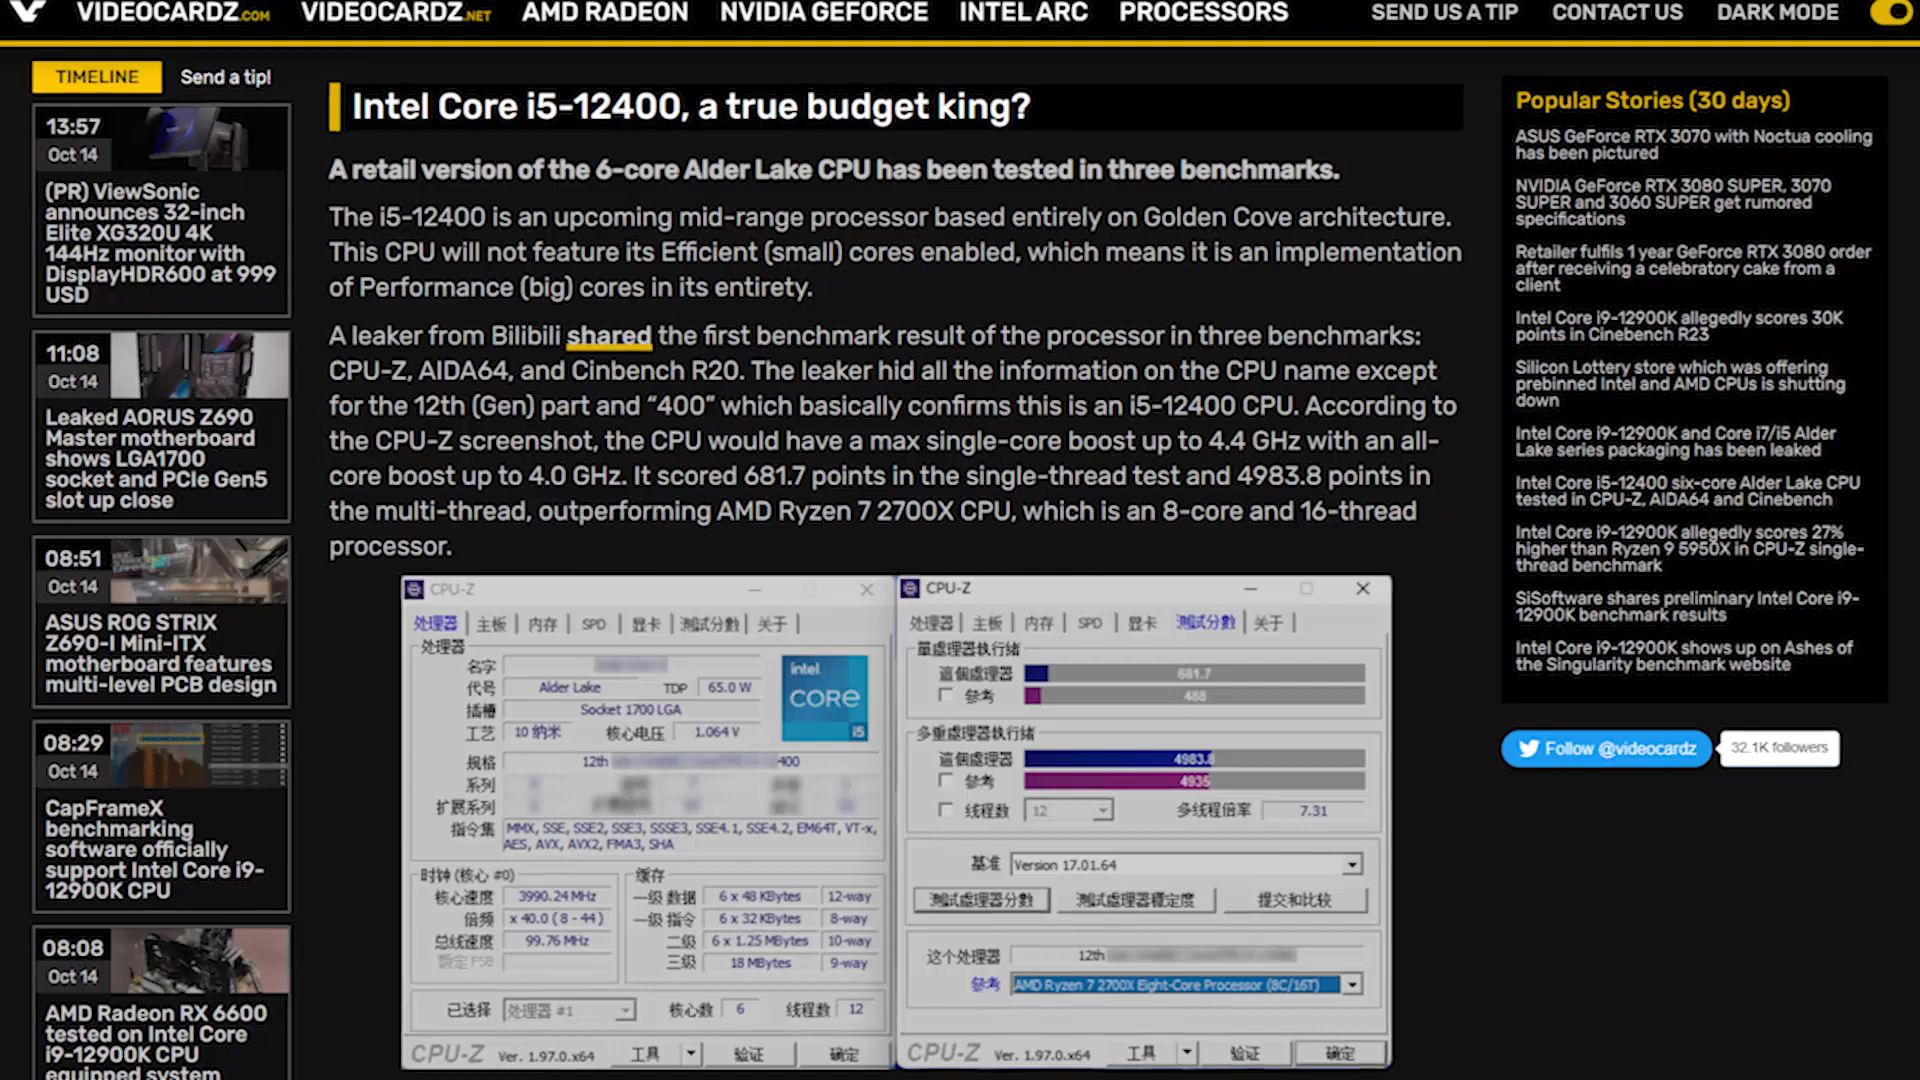 VIDEOCARDZ.COM
VIDEOCARDZ.NET
AMD RADEON
NVIDIA GEFORCE
INTEL ARC
PROCESSORS
SEND US A TIP
CONTACT US
DARK MODE
TIMELINE
Send a tip!
13:57
Oct 14
(PR) ViewSonic
announces 32-inch
Elite XG320U 4K
144Hz monitor with
DisplayHDR600 at 999
USD
11:08
Oct 14
Leaked AORUS Z690
Master motherboard
shows LGA1700
socket and PCIe Gen5
slot up close
08:51
Oct 14
ASUS ROG STRIX
Z690-I Mini-ITX
motherboard features
multi-level PCB design
08:29
Oct 14
CapFrameX
benchmarking
software officially
support Intel Core i9-
12900K CPU
08:08
Oct 14
AMD Radeon RX 6600
tested on Intel Core
i9-12900K CPU
equipped system
Intel Core i5-12400, a true budget king?
A retail version of the 6-core Alder Lake CPU has been tested in three benchmarks.
The i5-12400 is an upcoming mid-range processor based entirely on Golden Cove architecture.
This CPU will not feature its Efficient (small) cores enabled, which means it is an implementation
of Performance (big) cores in its entirety.
A leaker from Bilibili shared the first benchmark result of the processor in three benchmarks:
CPU-Z, AIDA64, and Cinbench R20. The leaker hid all the information on the CPU name except
for the 12th (Gen) part and “400” which basically confirms this is an i5-12400 CPU. According to
the CPU-Z screenshot, the CPU would have a max single-core boost up to 4.4 GHz with an all-
core boost up to 4.0 GHz. It scored 681.7 points in the single-thread test and 4983.8 points in
the multi-thread, outperforming AMD Ryzen 7 2700X CPU, which is an 8-core and 16-thread
processor.
CPU-Z
处理器 主板 内存 SPD 显卡 测试分数 关于
处理器
名字
代号 Alder Lake TDP 65.0 W
插槽 Socket 1700 LGA
工艺 10 纳米 核心电压 1.064 V
intel
CORE
i5
规格 12th 400
系列
扩展系列
指令集 MMX, SSE, SSE2, SSE3, SSSE3, SSE4.1, SSE4.2, EM64T, VT-x,
AES, AVX, AVX2, FMA3, SHA
时钟 (核心 #0)
核心速度 3990.24 MHz
倍频 x 40.0 (8 - 44)
总线速度 99.76 MHz
额定 FSB
缓存
一级 数据 6 x 48 KBytes 12-way
一级 指令 6 x 32 KBytes 8-way
二级 6 x 1.25 MBytes 10-way
三级 18 MBytes 9-way
已选择 处理器 #1 核心数 6 线程数 12
CPU-Z Ver. 1.97.0.x64 工具 验证 确定
CPU-Z
处理器 主板 内存 SPD 显卡 測試分數 关于
單處理器執行緒
這個處理器 681.7
參考 488
多重處理器執行緒
這個處理器 4983.8
參考 4935
线程数 12 多线程倍率 7.31
基准 Version 17.01.64
測試處理器分數 測試處理器穩定度 提交和比较
这个处理器 12th
參考 AMD Ryzen 7 2700X Eight-Core Processor (8C/16T)
CPU-Z Ver. 1.97.0.x64 工具 验证 确定
Popular Stories (30 days)
ASUS GeForce RTX 3070 with Noctua cooling
has been pictured
NVIDIA GeForce RTX 3080 SUPER, 3070
SUPER and 3060 SUPER get rumored
specifications
Retailer fulfils 1 year GeForce RTX 3080 order
after receiving a celebratory cake from a
client
Intel Core i9-12900K allegedly scores 30K
points in Cinebench R23
Silicon Lottery store which was offering
prebinned Intel and AMD CPUs is shutting
down
Intel Core i9-12900K and Core i7/i5 Alder
Lake series packaging has been leaked
Intel Core i5-12400 six-core Alder Lake CPU
tested in CPU-Z, AIDA64 and Cinebench
Intel Core i9-12900K allegedly scores 27%
higher than Ryzen 9 5950X in CPU-Z single-
thread benchmark
SiSoftware shares preliminary Intel Core i9-
12900K benchmark results
Intel Core i9-12900K shows up on Ashes of
the Singularity benchmark website
Follow @videocardz
32.1K followers